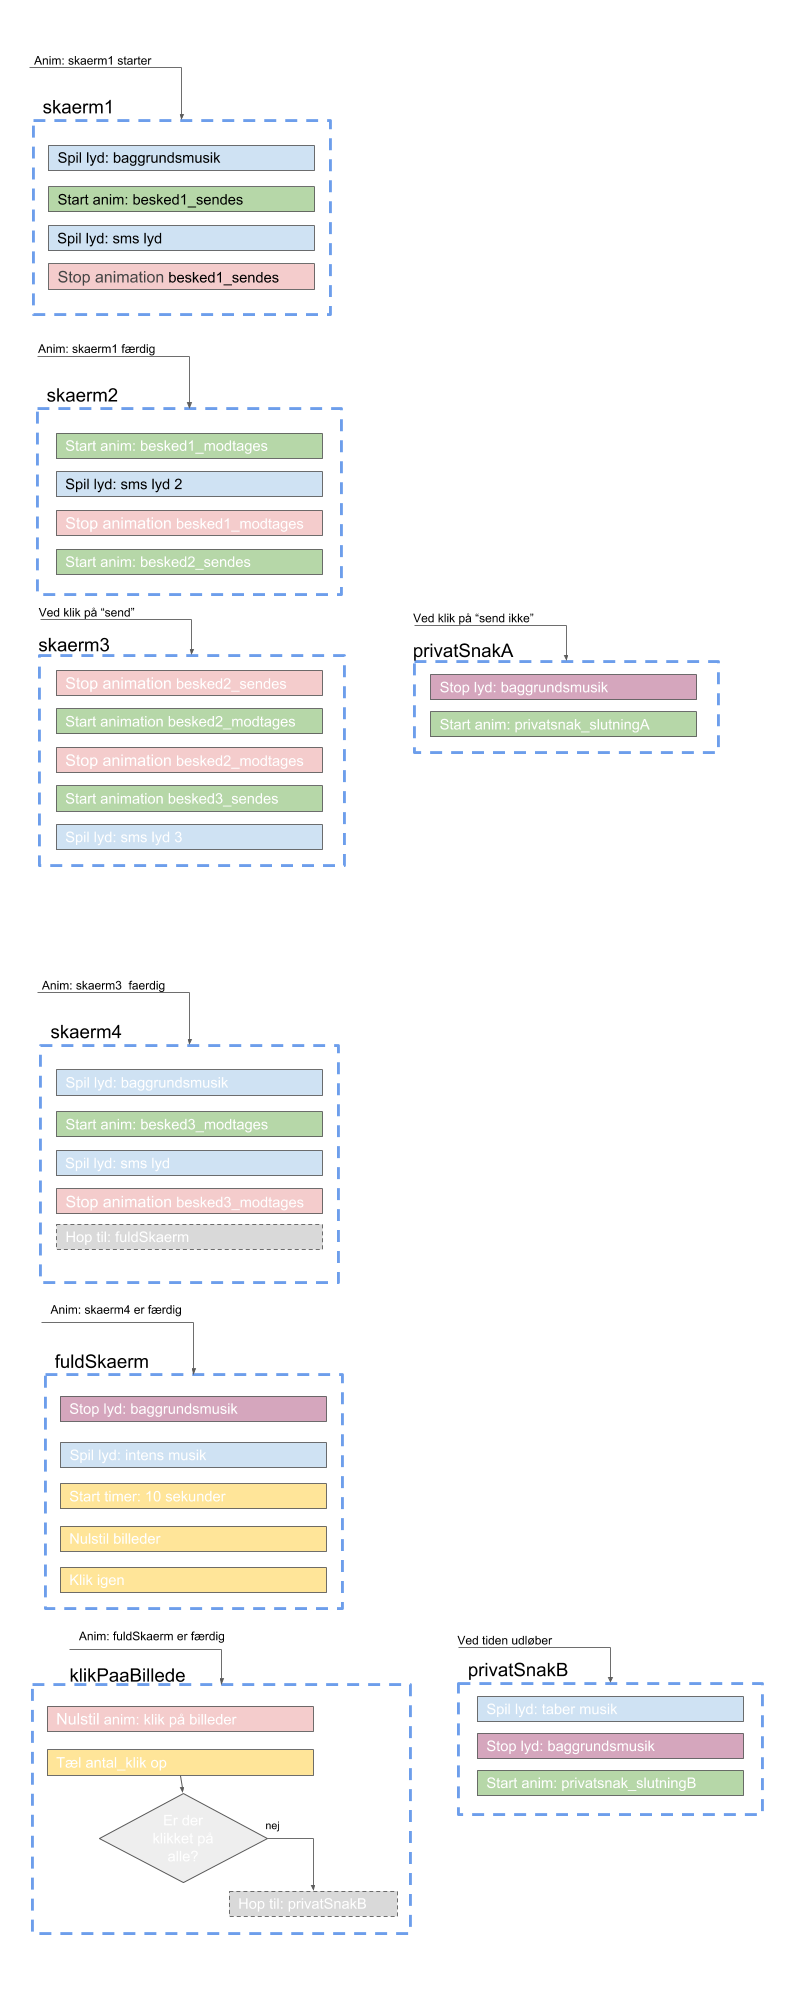 Anim: skaerm1 starter
skaerm1
Spil lyd: baggrundsmusik
Start anim: besked1_sendes
Spil lyd: sms lyd
Stop animation besked1_sendes
Anim: skaerm1 færdig
skaerm2
Start anim: besked1_modtages
Spil lyd: sms lyd 2
Stop animation besked1_modtages
Start anim: besked2_sendes
Ved klik på “send”
skaerm3
Stop animation besked2_sendes
Start animation besked2_modtages
Stop animation besked2_modtages
Start animation besked3_sendes
Spil lyd: sms lyd 3
Ved klik på “send ikke”
privatSnakA
Stop lyd: baggrundsmusik
Start anim: privatsnak_slutningA
Anim: skaerm3  faerdig
skaerm4
Spil lyd: baggrundsmusik
Start anim: besked3_modtages
Spil lyd: sms lyd
Stop animation besked3_modtages
Hop til: fuldSkaerm
Anim: skaerm4 er færdig
fuldSkaerm
Stop lyd: baggrundsmusik
Spil lyd: intens musik
Start timer: 10 sekunder
Nulstil billeder
Klik igen
Anim: fuldSkaerm er færdig
klikPaaBillede
Nulstil anim: klik på billeder
Tæl antal_klik op
Er der
klikket på
alle?
nej
Hop til: privatSnakB
Ved tiden udløber
privatSnakB
Spil lyd: taber musik
Stop lyd: baggrundsmusik
Start anim: privatsnak_slutningB